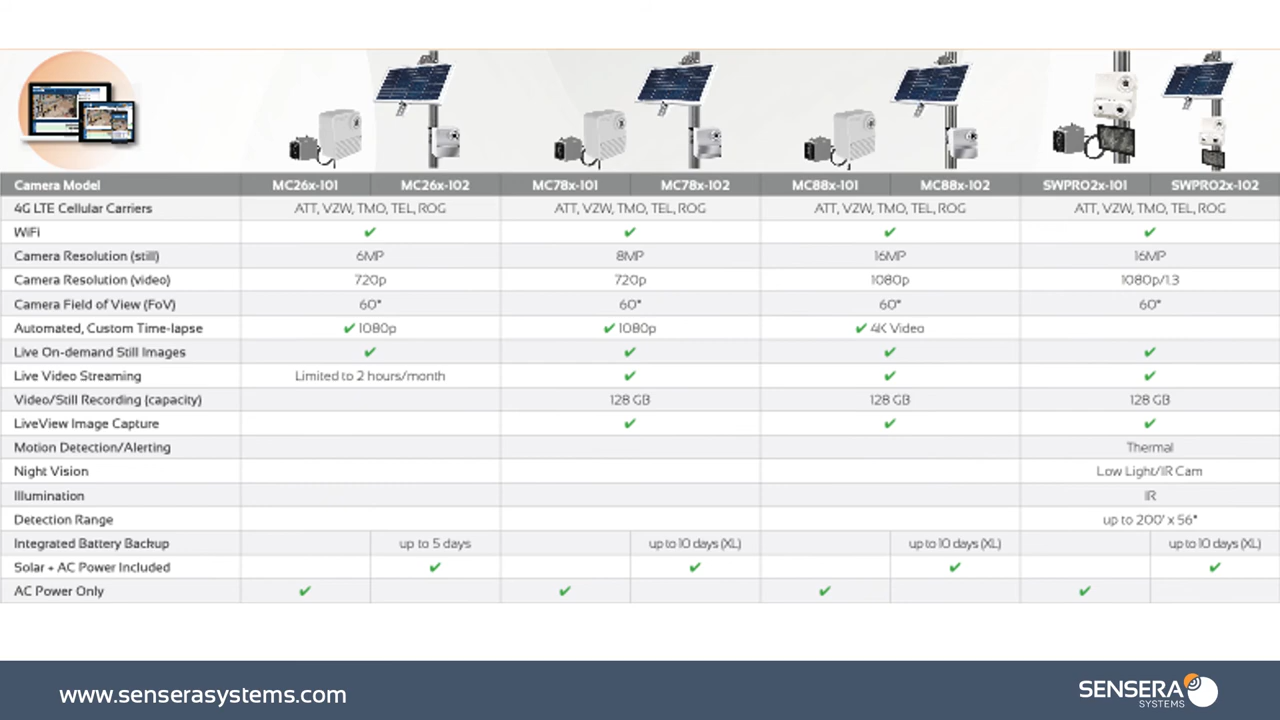 Camera Model MC26x-101 MC26x-102 MC78x-101 MC78x-102 MC88x-101 MC88x-102 SWPRO2x-101 SWPRO2x-102
4G LTE Cellular Carriers ATT, VZW, TMO, TEL, ROG ATT, VZW, TMO, TEL, ROG ATT, VZW, TMO, TEL, ROG ATT, VZW, TMO, TEL, ROG
WiFi ✔ ✔ ✔ ✔
Camera Resolution (still) 6MP 8MP 16MP 16MP
Camera Resolution (video) 720p 720p 1080p 1080p/1.3
Camera Field of View (FoV) 60° 60° 60° 60°
Automated, Custom Time-lapse ✔ 1080p ✔ 1080p ✔ 4K Video
Live On-demand Still Images ✔ ✔ ✔ ✔
Live Video Streaming Limited to 2 hours/month ✔ ✔ ✔
Video/Still Recording (capacity) 128 GB 128 GB 128 GB
LiveView Image Capture ✔ ✔ ✔
Motion Detection/Alerting Thermal
Night Vision Low Light/IR Cam
Illumination IR
Detection Range up to 200' x 56°
Integrated Battery Backup up to 5 days up to 10 days (XL) up to 10 days (XL) up to 10 days (XL)
Solar + AC Power Included ✔ ✔ ✔ ✔
AC Power Only ✔ ✔ ✔ ✔
www.senserasystems.com
SENSERA
SYSTEMS